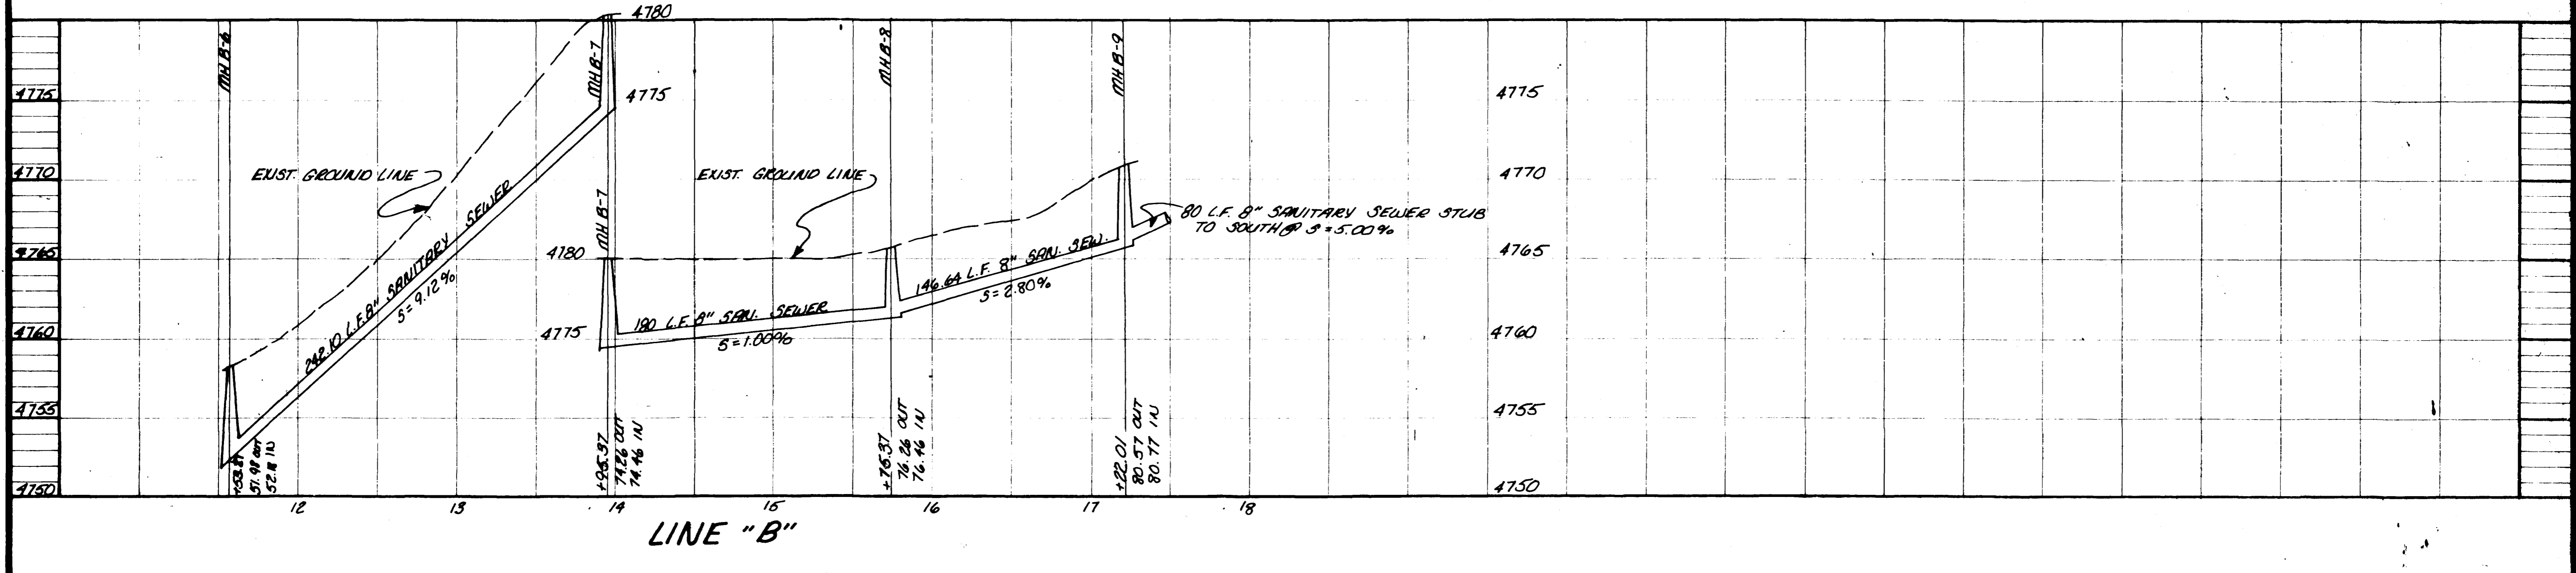 4780
MH B-6
MH B-7
MH B-8
MH B-9
4775
4775
4775
4770
EXIST. GROUND LINE
EXIST. GROUND LINE
4770
242.10 L.F. 8" SANITARY SEWER
S=9.12%
MH B-7
80 L.F. 8" SANITARY SEWER STUB
TO SOUTH @ S=5.00%
4765
4780
4765
146.64 L.F. 8" SAN. SEW.
S=2.80%
180 L.F. 8" SAN. SEWER
S=1.00%
4760
4775
4760
4755
4755
51.98 OUT
52.18 IN
+95.97
74.26 OUT
74.46 IN
+75.97
76.26 OUT
76.46 IN
+22.01
80.57 OUT
80.77 IN
4750
4750
12
13
14
15
16
17
18
LINE "B"